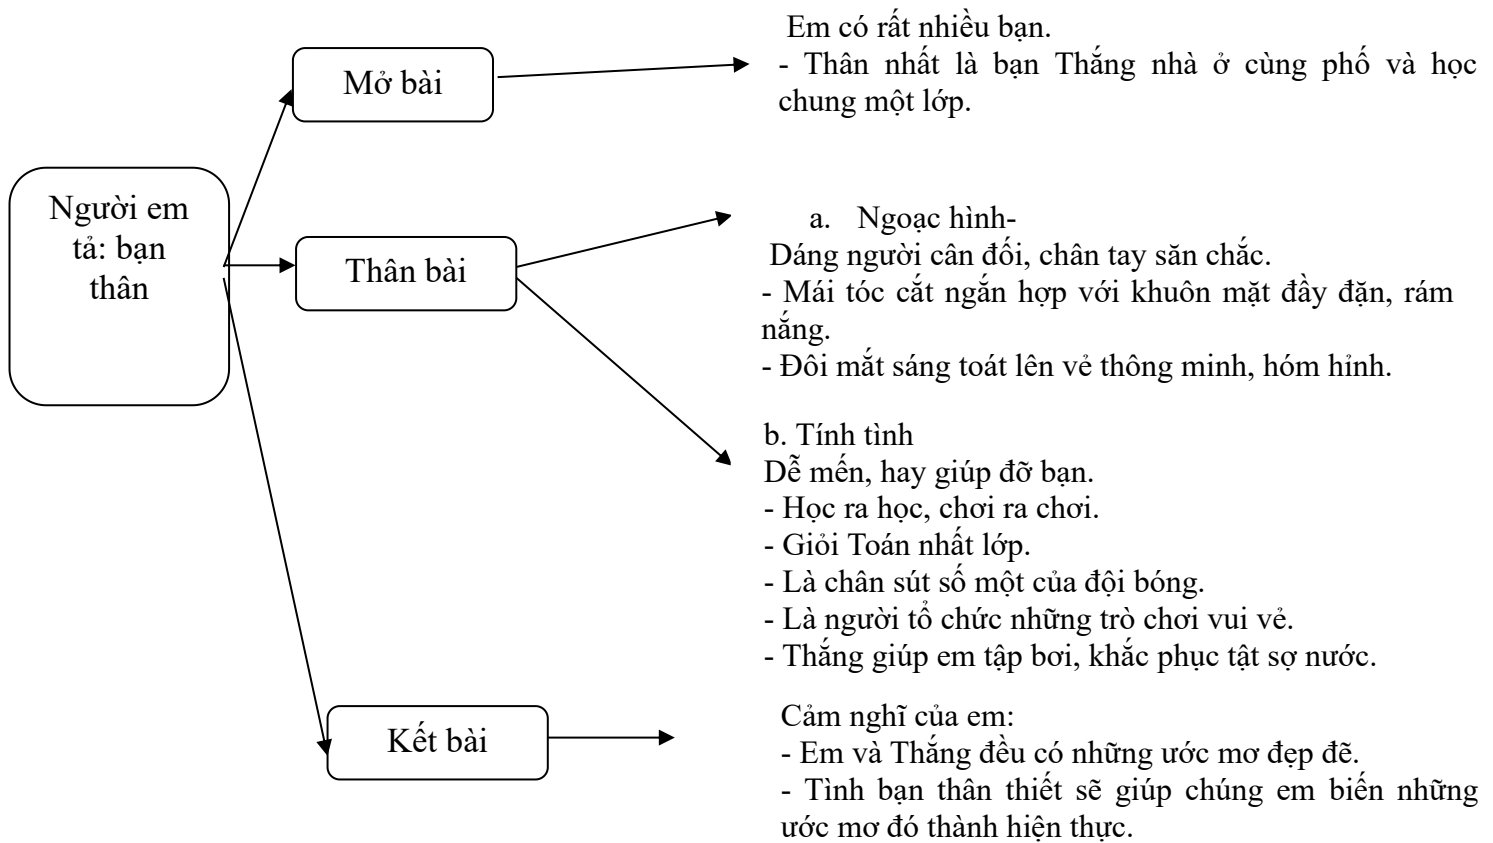 Người em
tả: bạn
thân
Mở bài
Em có rất nhiều bạn.
- Thân nhất là bạn Thắng nhà ở cùng phố và học
chung một lớp.
Thân bài
a. Ngoạc hình-
Dáng người cân đối, chân tay săn chắc.
- Mái tóc cắt ngắn hợp với khuôn mặt đầy đặn, rám
nắng.
- Đôi mắt sáng toát lên vẻ thông minh, hóm hỉnh.
b. Tính tình
Dễ mến, hay giúp đỡ bạn.
- Học ra học, chơi ra chơi.
- Giỏi Toán nhất lớp.
- Là chân sút số một của đội bóng.
- Là người tổ chức những trò chơi vui vẻ.
- Thắng giúp em tập bơi, khắc phục tật sợ nước.
Kết bài
Cảm nghĩ của em:
- Em và Thắng đều có những ước mơ đẹp đẽ.
- Tình bạn thân thiết sẽ giúp chúng em biến những
ước mơ đó thành hiện thực.